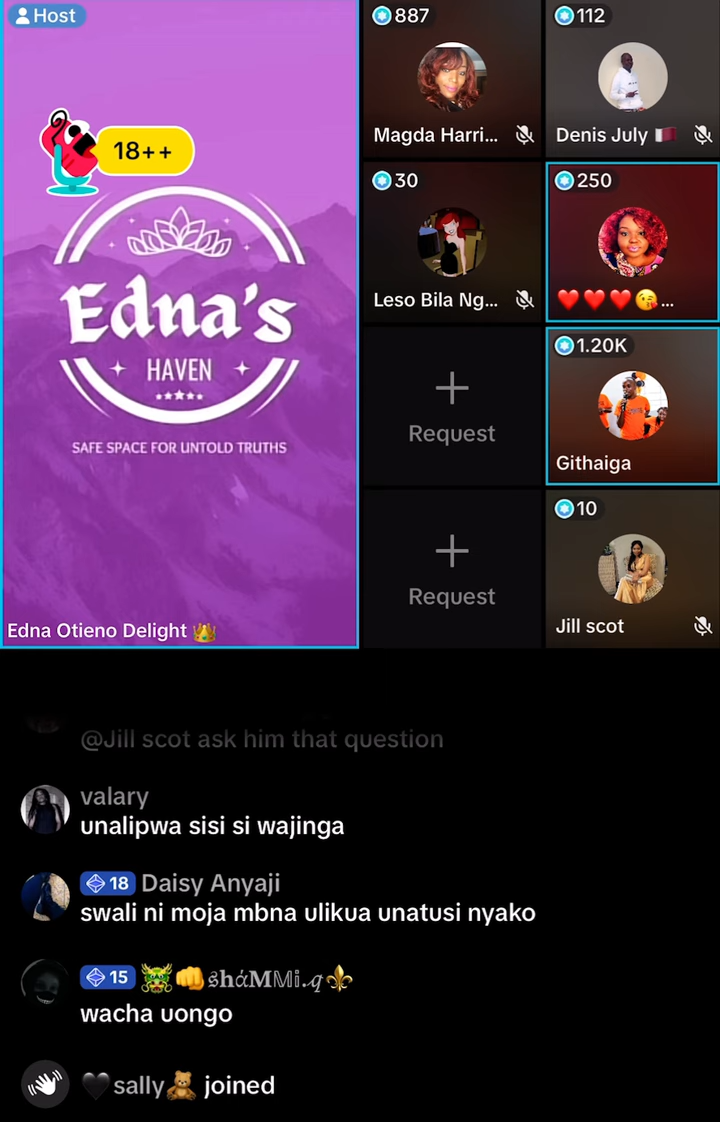 Host
18++
Edna's
HAVEN
SAFE SPACE FOR UNTOLD TRUTHS
Edna Otieno Delight 👑
887
Magda Harri...
112
Denis July 🇶🇦
30
Leso Bila Ng...
250
❤️❤️❤️😘...
Request
1.20K
Githaiga
Request
10
Jill scot
@Jill scot ask him that question
valary
unalipwa sisi si wajinga
18 Daisy Anyaji
swali ni moja mbna ulikua unatusi nyako
15 🐲👊𝓈𝐡ά𝐌𝕄𝕚.𝓆⚜️
wacha uongo
🖤sally🧸 joined